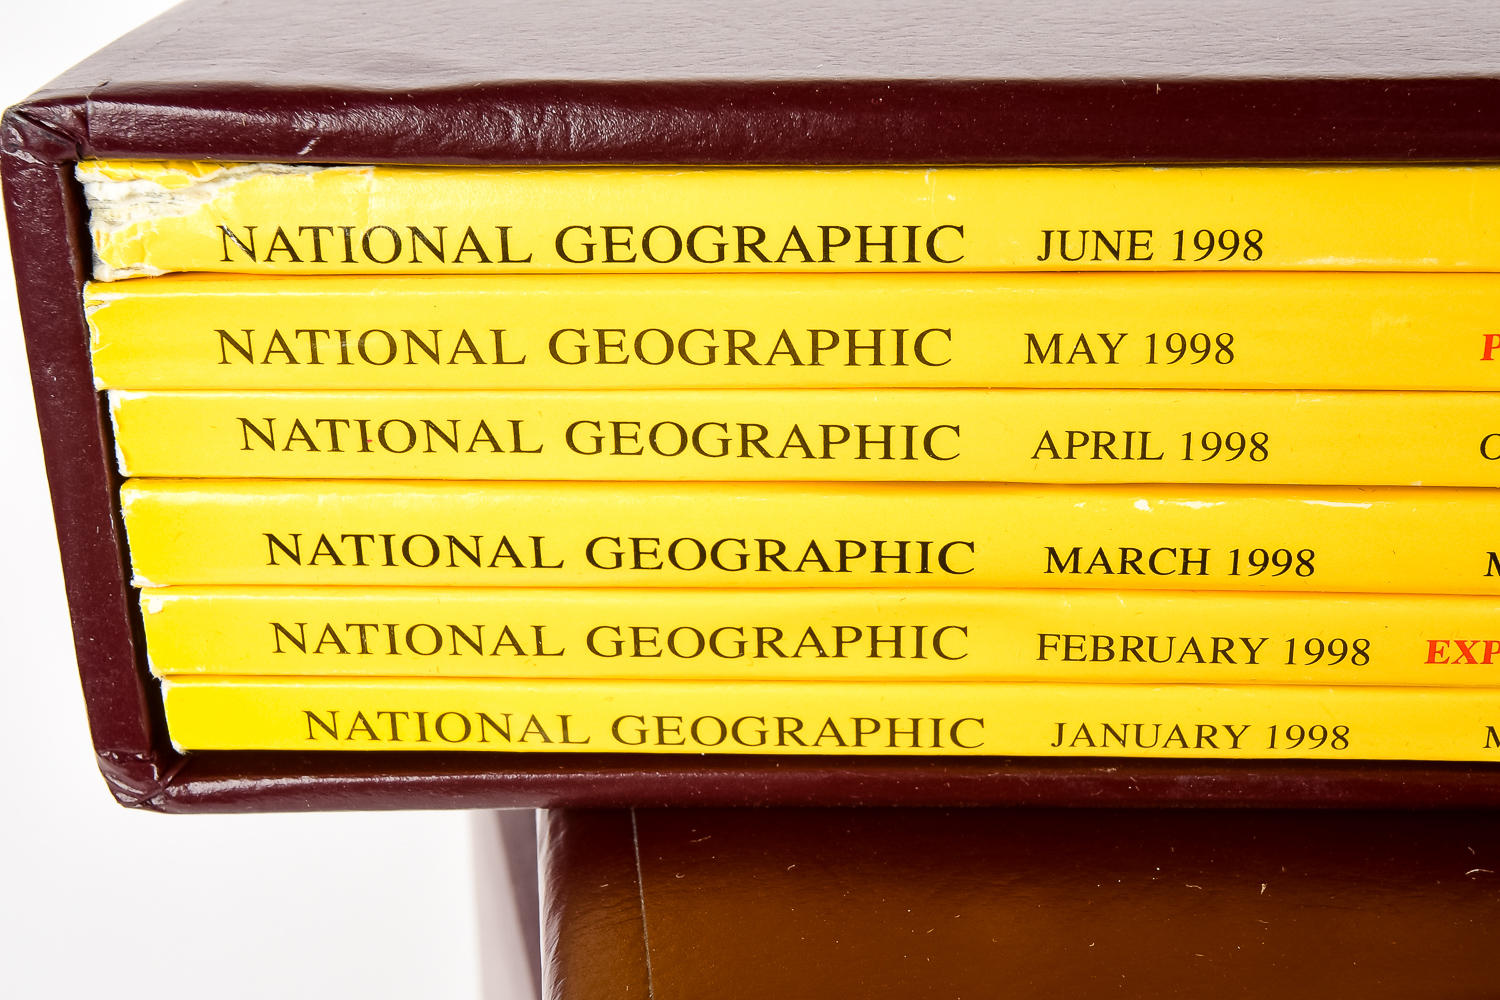 NATIONAL GEOGRAPHIC JUNE 1998
NATIONAL GEOGRAPHIC MAY 1998
NATIONAL GEOGRAPHIC APRIL 1998
NATIONAL GEOGRAPHIC MARCH 1998
NATIONAL GEOGRAPHIC FEBRUARY 1998 EXP
NATIONAL GEOGRAPHIC JANUARY 1998